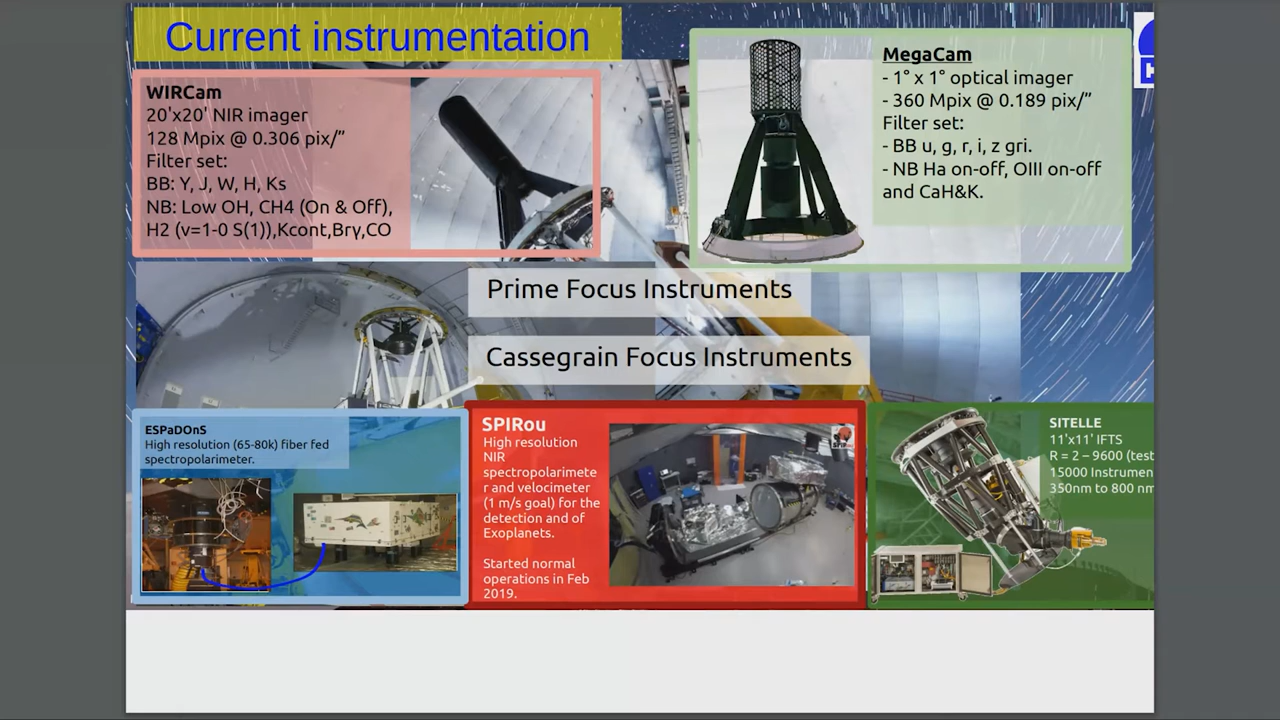 Current instrumentation
WIRCam
20'x20' NIR imager
128 Mpix @ 0.306 pix/”
Filter set:
BB: Y, J, W, H, Ks
NB: Low OH, CH4 (On & Off),
H2 (v=1-0 S(1)),Kcont,Bry,CO
MegaCam
- 1° x 1° optical imager
- 360 Mpix @ 0.189 pix/”
Filter set:
- BB u, g, r, i, z gri.
- NB Ha on-off, OIII on-off
and CaH&K.
Prime Focus Instruments
Cassegrain Focus Instruments
ESPaDOnS
High resolution (65-80k) fiber fed
spectropolarimeter.
SPIRou
High resolution
NIR
spectropolarimete
r and velocimeter
(1 m/s goal) for the
detection and of
Exoplanets.
Started normal
operations in Feb
2019.
SITELLE
11'x11' IFTS
R = 2 – 9600 (test
15000 Instrumen
350nm to 800 nm